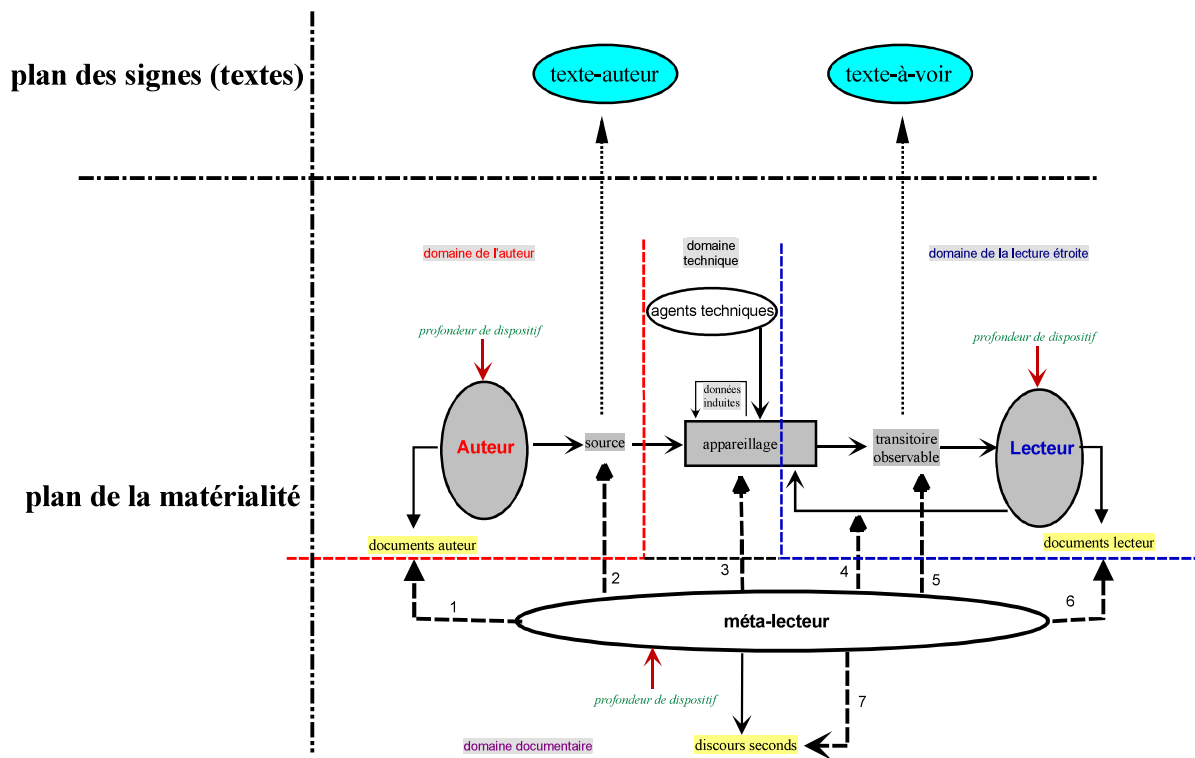 plan des signes (textes)
texte-auteur
texte-à-voir
domaine de l'auteur
domaine
technique
domaine de la lecture étroite
agents techniques
profondeur de dispositif
profondeur de dispositif
données
induites
Auteur
source
appareillage
transitoire
observable
Lecteur
plan de la matérialité
documents auteur
documents lecteur
1
2
3
4
5
6
méta-lecteur
profondeur de dispositif
7
domaine documentaire
discours seconds